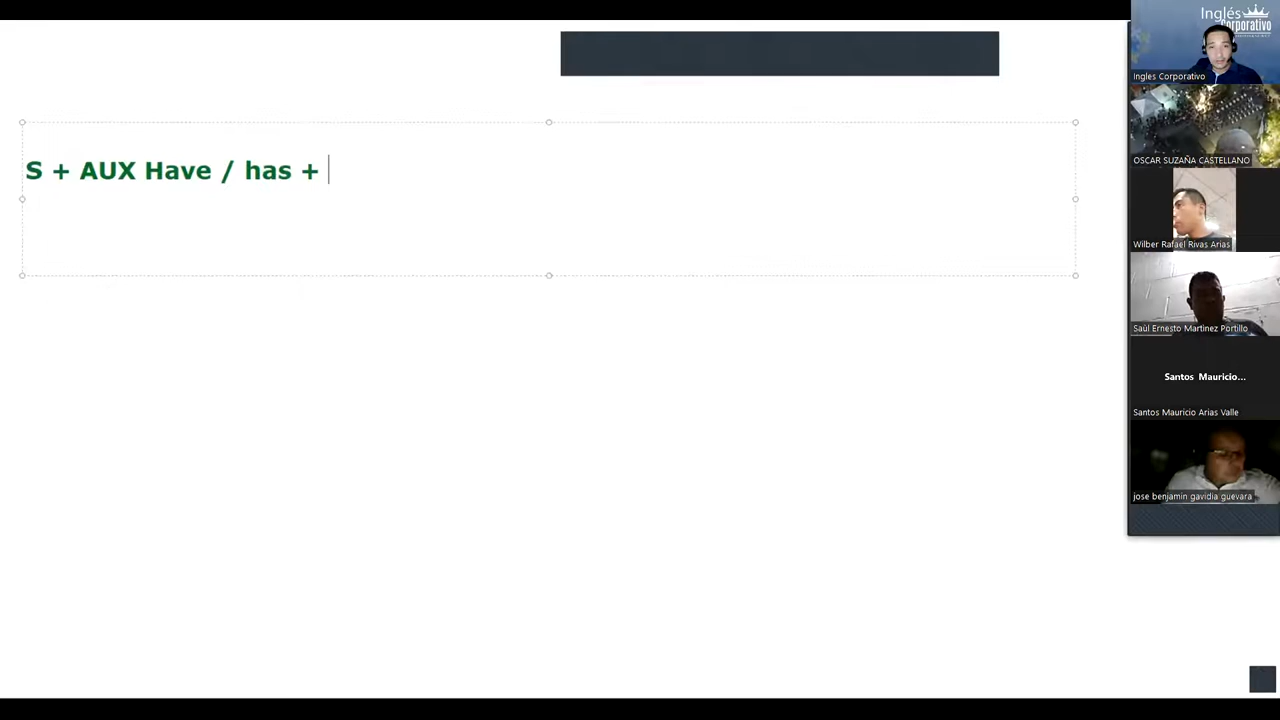 S + AUX Have / has +
Inglés
Corporativo
Ingles Corporativo
OSCAR SUZAÑA CASTELLANO
Wilber Rafael Rivas Arias
Saúl Ernesto Martinez Portillo
Santos Mauricio...
Santos Mauricio Arias Valle
jose benjamin gavidia guevara